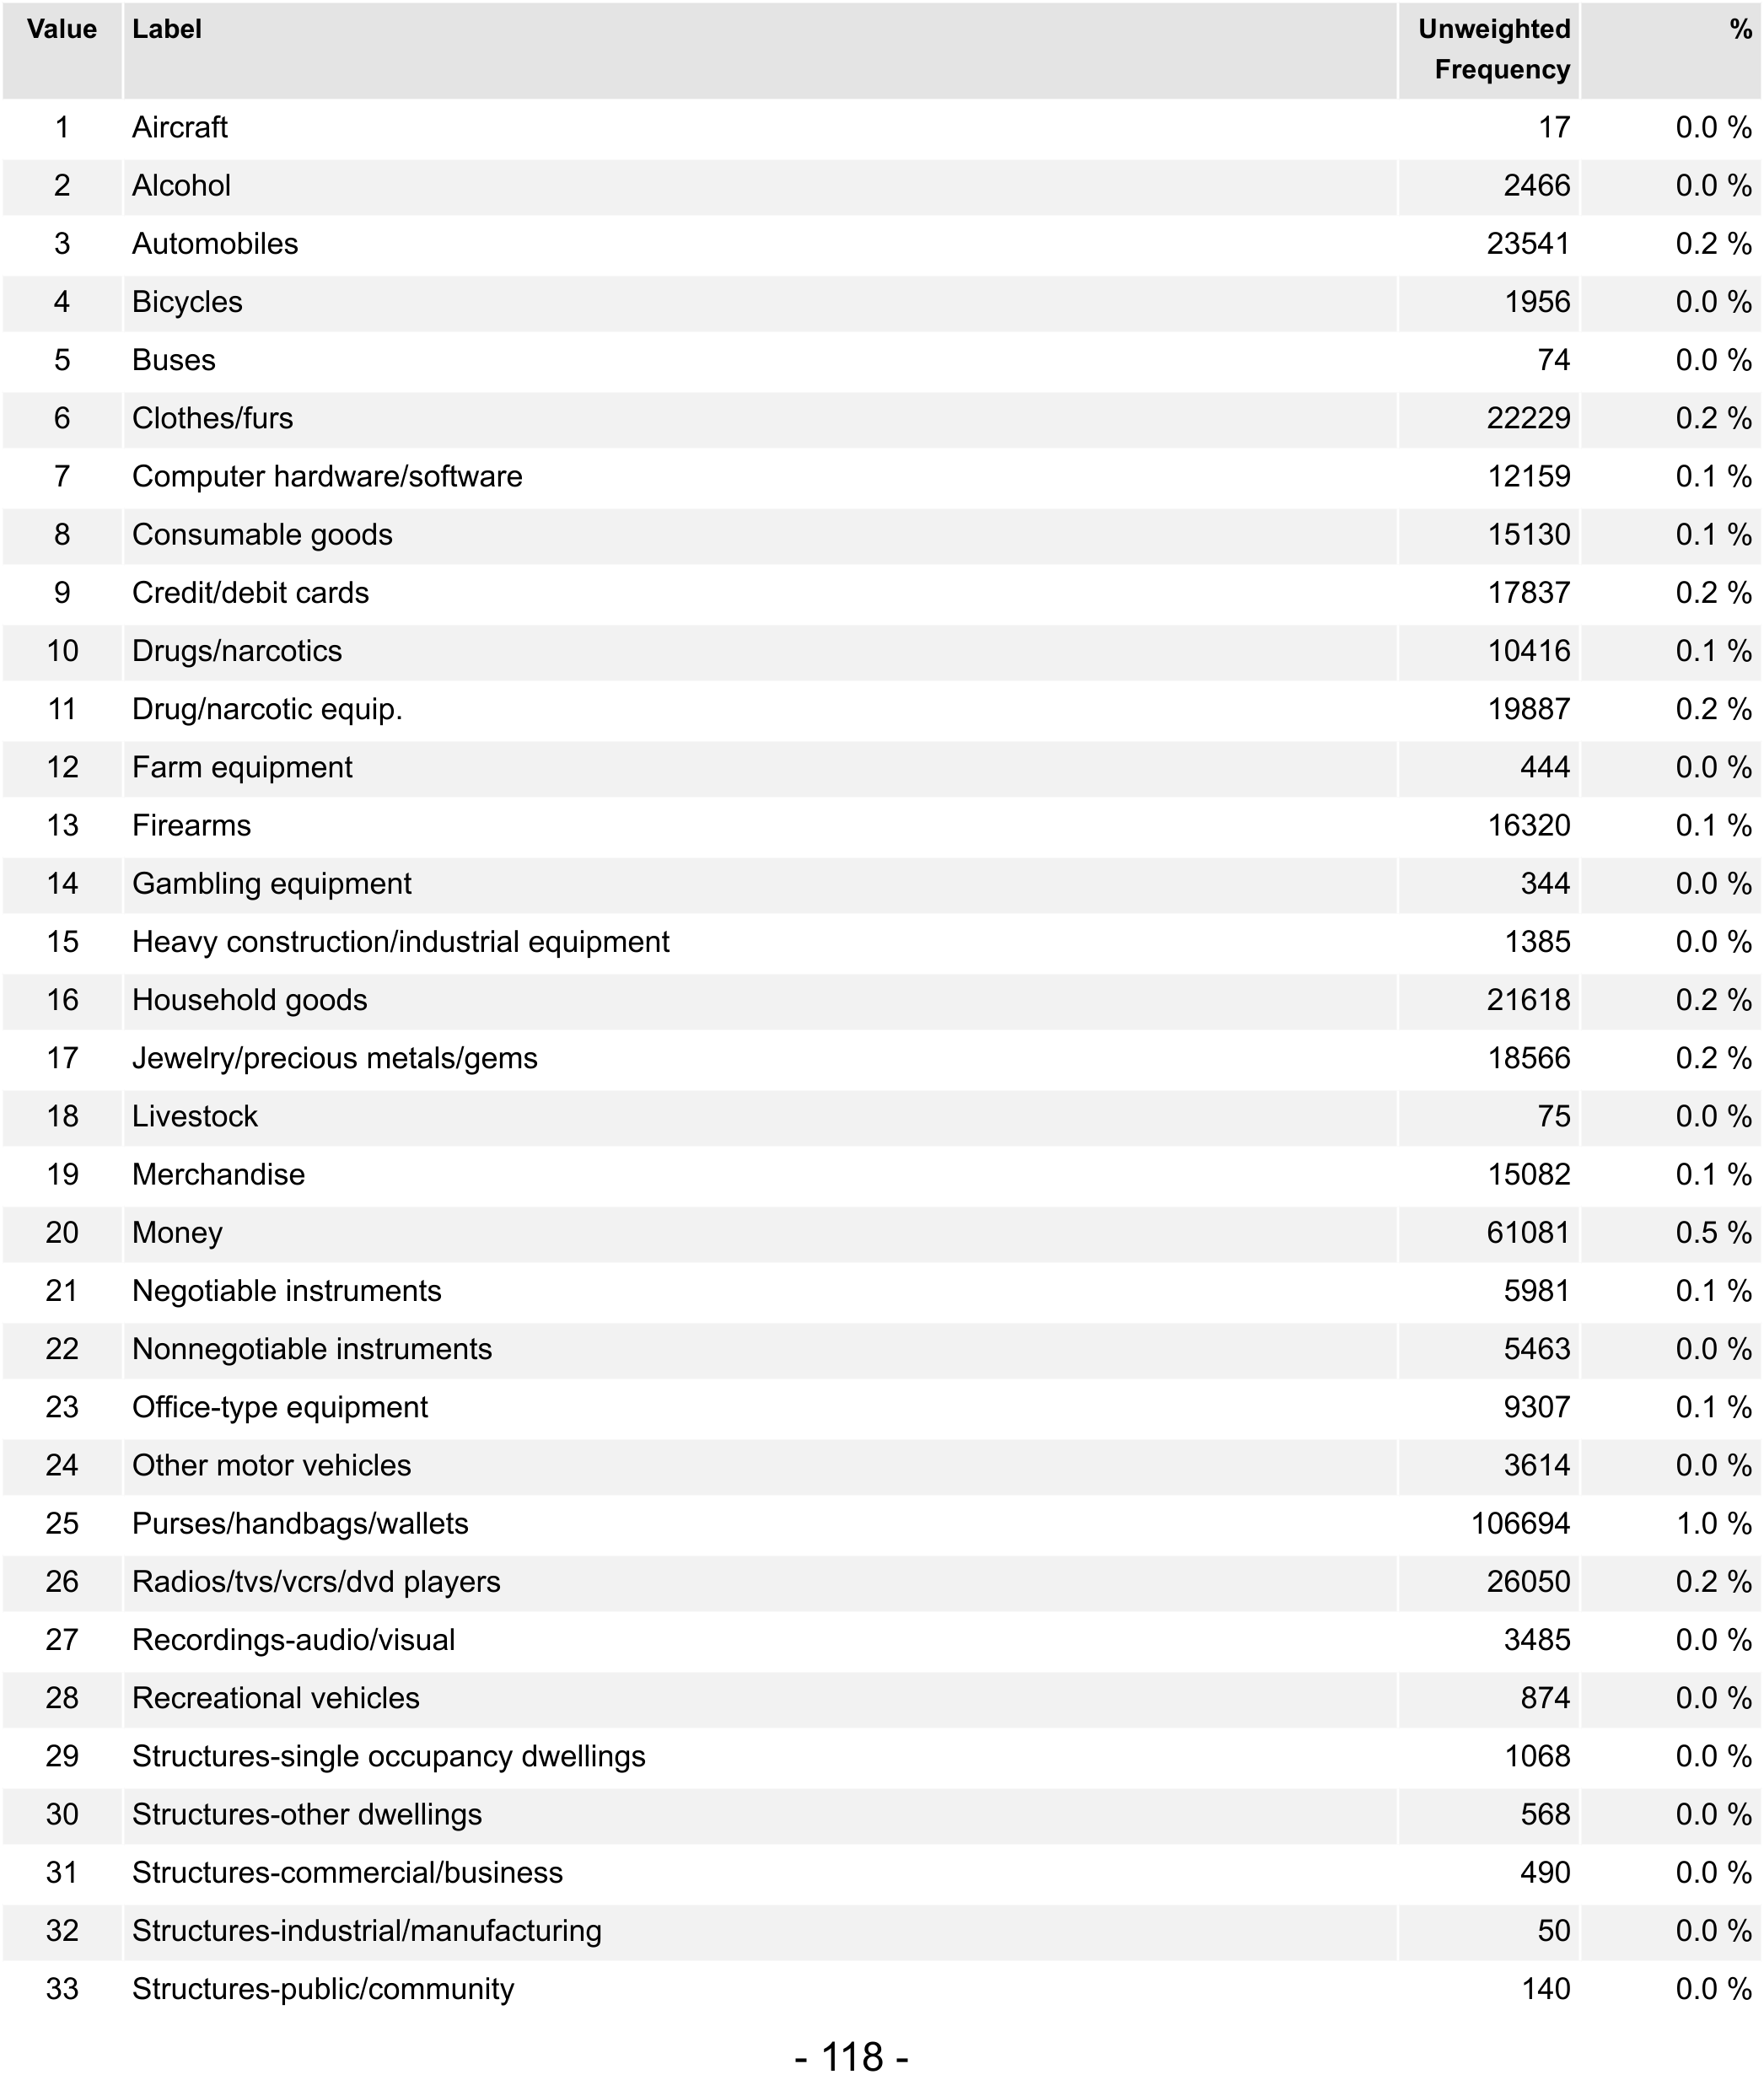 Value Label Unweighted Frequency %
1 Aircraft 17 0.0 %
2 Alcohol 2466 0.0 %
3 Automobiles 23541 0.2 %
4 Bicycles 1956 0.0 %
5 Buses 74 0.0 %
6 Clothes/furs 22229 0.2 %
7 Computer hardware/software 12159 0.1 %
8 Consumable goods 15130 0.1 %
9 Credit/debit cards 17837 0.2 %
10 Drugs/narcotics 10416 0.1 %
11 Drug/narcotic equip. 19887 0.2 %
12 Farm equipment 444 0.0 %
13 Firearms 16320 0.1 %
14 Gambling equipment 344 0.0 %
15 Heavy construction/industrial equipment 1385 0.0 %
16 Household goods 21618 0.2 %
17 Jewelry/precious metals/gems 18566 0.2 %
18 Livestock 75 0.0 %
19 Merchandise 15082 0.1 %
20 Money 61081 0.5 %
21 Negotiable instruments 5981 0.1 %
22 Nonnegotiable instruments 5463 0.0 %
23 Office-type equipment 9307 0.1 %
24 Other motor vehicles 3614 0.0 %
25 Purses/handbags/wallets 106694 1.0 %
26 Radios/tvs/vcrs/dvd players 26050 0.2 %
27 Recordings-audio/visual 3485 0.0 %
28 Recreational vehicles 874 0.0 %
29 Structures-single occupancy dwellings 1068 0.0 %
30 Structures-other dwellings 568 0.0 %
31 Structures-commercial/business 490 0.0 %
32 Structures-industrial/manufacturing 50 0.0 %
33 Structures-public/community 140 0.0 %
- 118 -